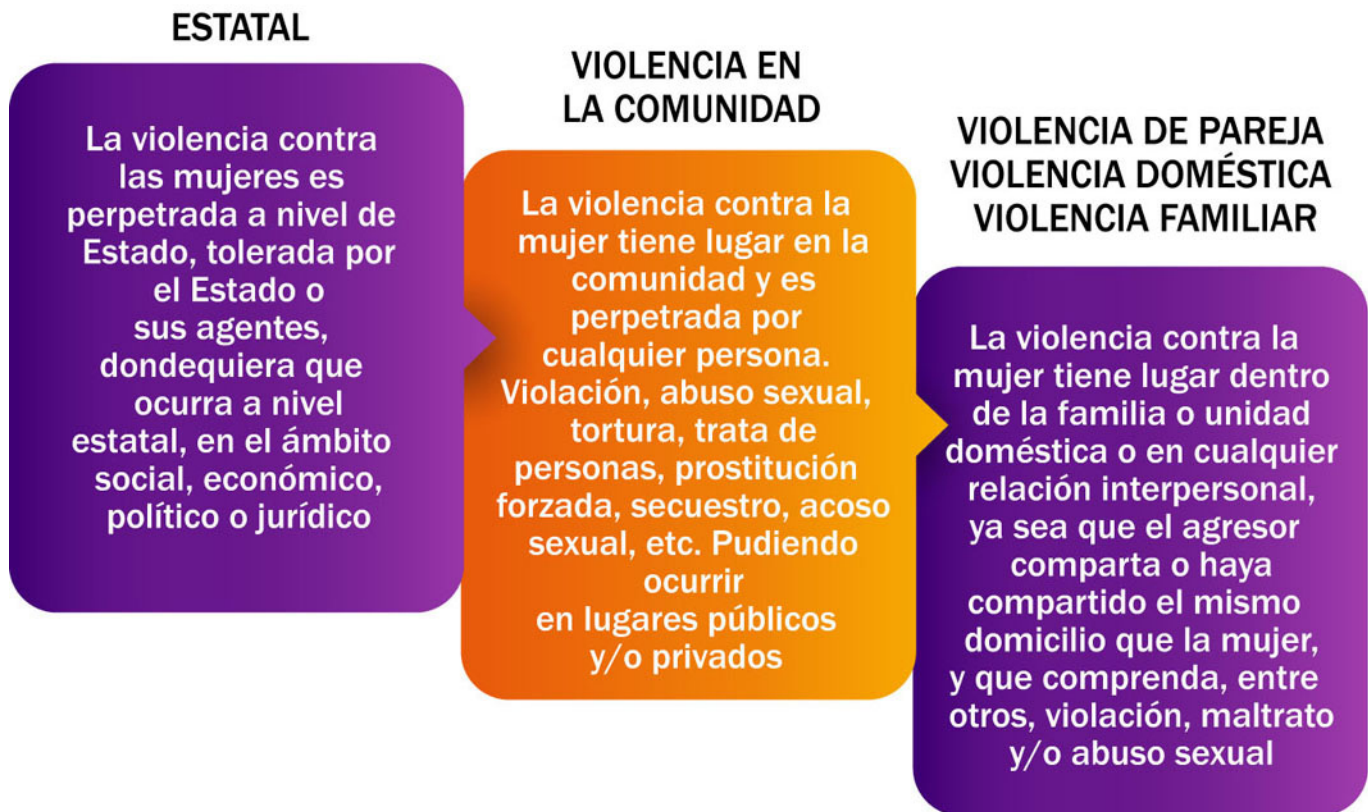 ESTATAL
La violencia contra
las mujeres es
perpetrada a nivel de
Estado, tolerada por
el Estado o
sus agentes,
dondequiera que
ocurra a nivel
estatal, en el ámbito
social, económico,
político o jurídico
VIOLENCIA EN
LA COMUNIDAD
La violencia contra la
mujer tiene lugar en la
comunidad y es
perpetrada por
cualquier persona.
Violación, abuso sexual,
tortura, trata de
personas, prostitución
forzada, secuestro, acoso
sexual, etc. Pudiendo
ocurrir
en lugares públicos
y/o privados
VIOLENCIA DE PAREJA
VIOLENCIA DOMÉSTICA
VIOLENCIA FAMILIAR
La violencia contra la
mujer tiene lugar dentro
de la familia o unidad
doméstica o en cualquier
relación interpersonal,
ya sea que el agresor
comparta o haya
compartido el mismo
domicilio que la mujer,
y que comprenda, entre
otros, violación, maltrato
y/o abuso sexual